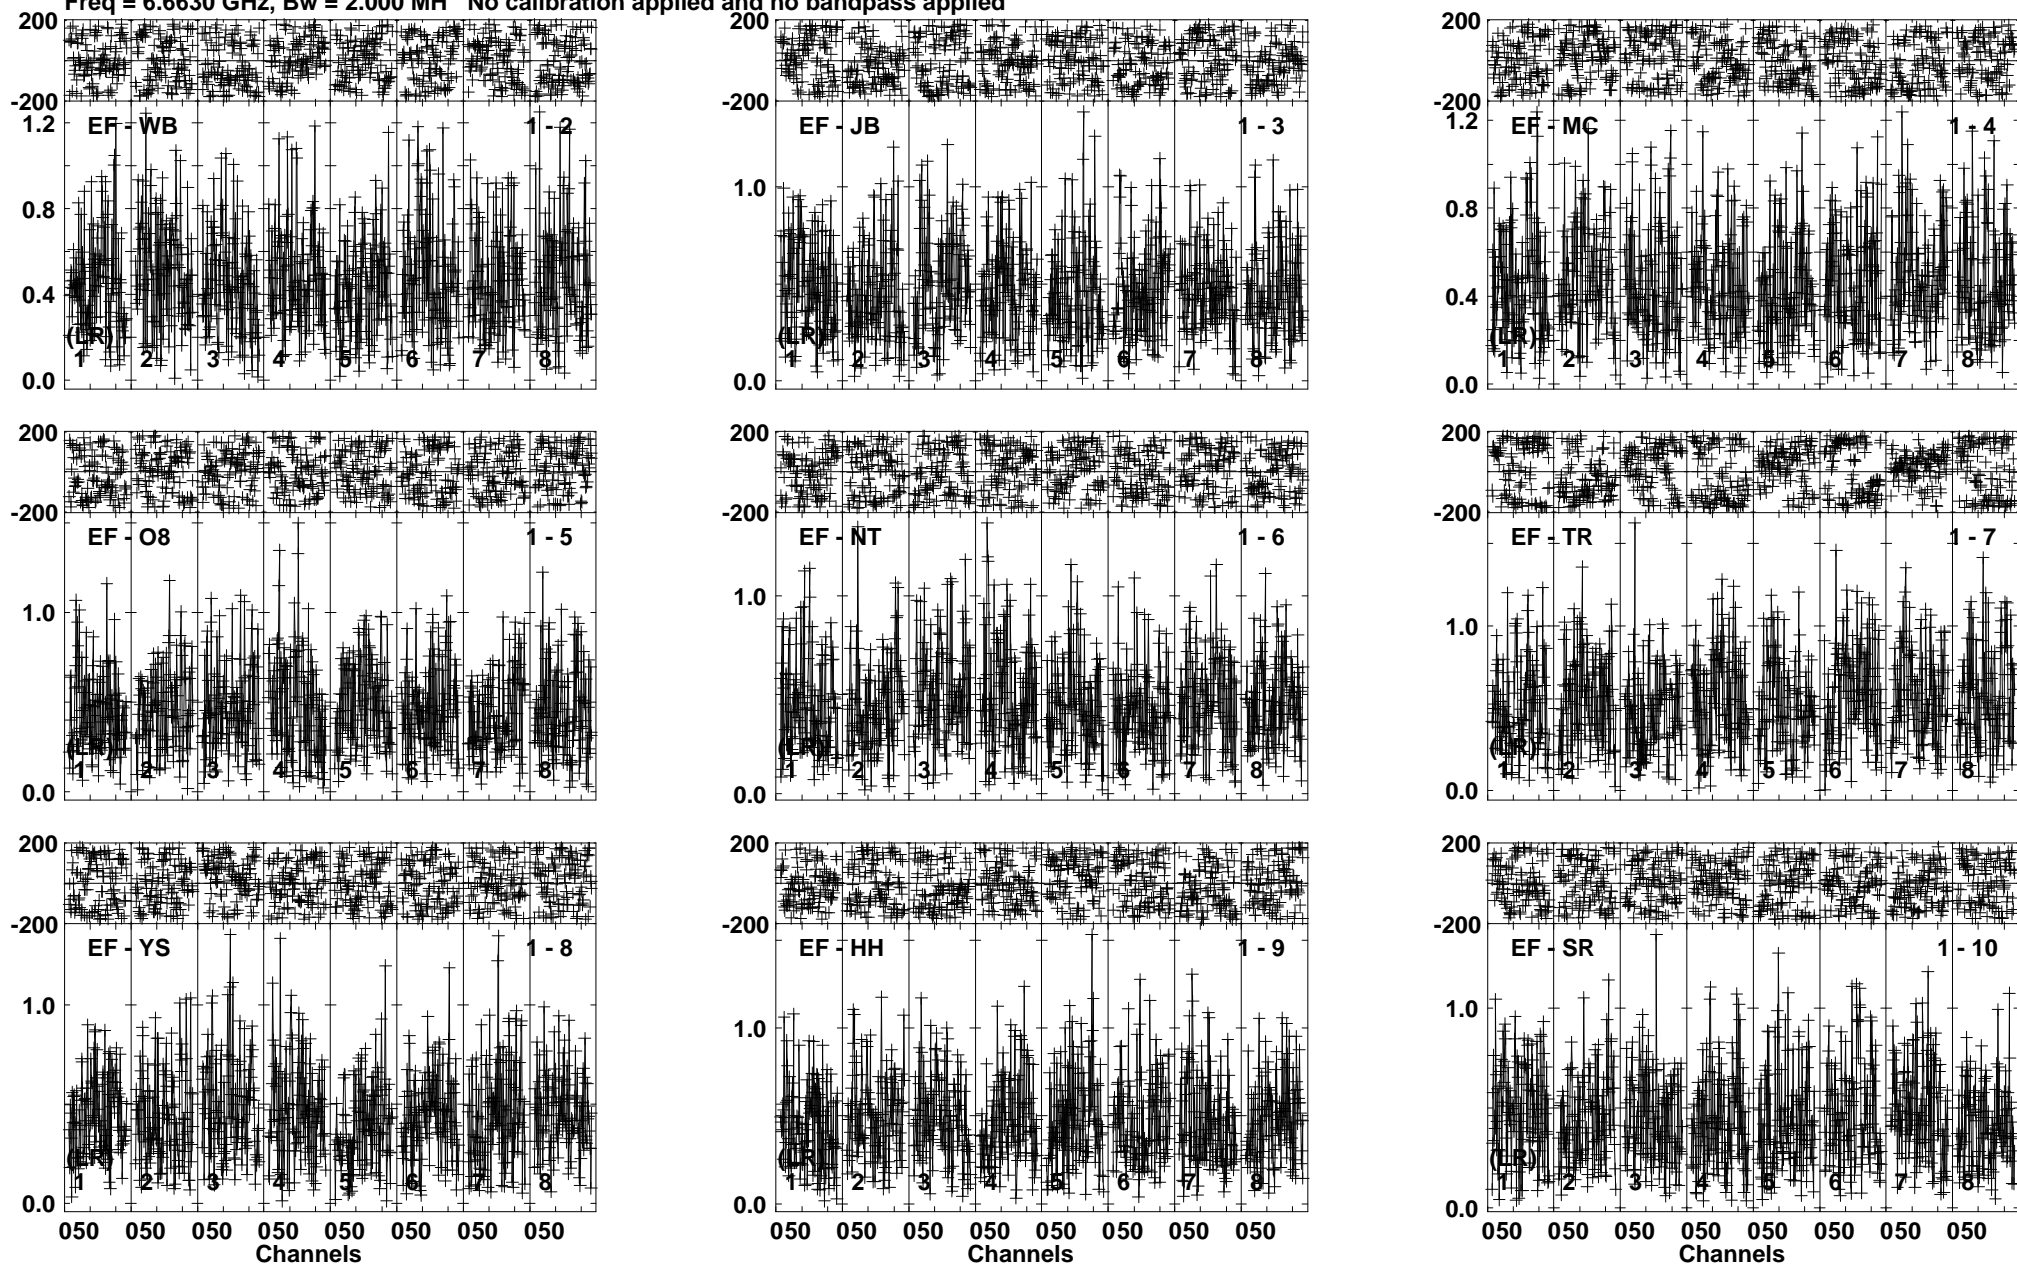 Freq = 6.6630 GHz, Bw = 2.000 MH No calibration applied and no bandpass applied
200
-200
EF - WB
1 - 2
1.2
0.8
0.4
0.0
(LR)
1 2 3 4 5 6 7 8
200
-200
EF - JB
1 - 3
1.0
0.0
(LR)
1 2 3 4 5 6 7 8
200
-200
EF - MC
1 - 4
1.2
0.8
0.4
0.0
(LR)
1 2 3 4 5 6 7 8
200
-200
EF - O8
1 - 5
1.0
0.0
(LR)
1 2 3 4 5 6 7 8
200
-200
EF - NT
1 - 6
1.0
0.0
(LR)
1 2 3 4 5 6 7 8
200
-200
EF - TR
1 - 7
1.0
0.0
(LR)
1 2 3 4 5 6 7 8
200
-200
EF - YS
1 - 8
1.0
0.0
(LR)
1 2 3 4 5 6 7 8
050 050 050 050 050 050 050 050
Channels
200
-200
EF - HH
1 - 9
1.0
0.0
(LR)
1 2 3 4 5 6 7 8
050 050 050 050 050 050 050 050
Channels
200
-200
EF - SR
1 - 10
1.0
0.0
(LR)
1 2 3 4 5 6 7 8
050 050 050 050 050 050 050 050
Channels